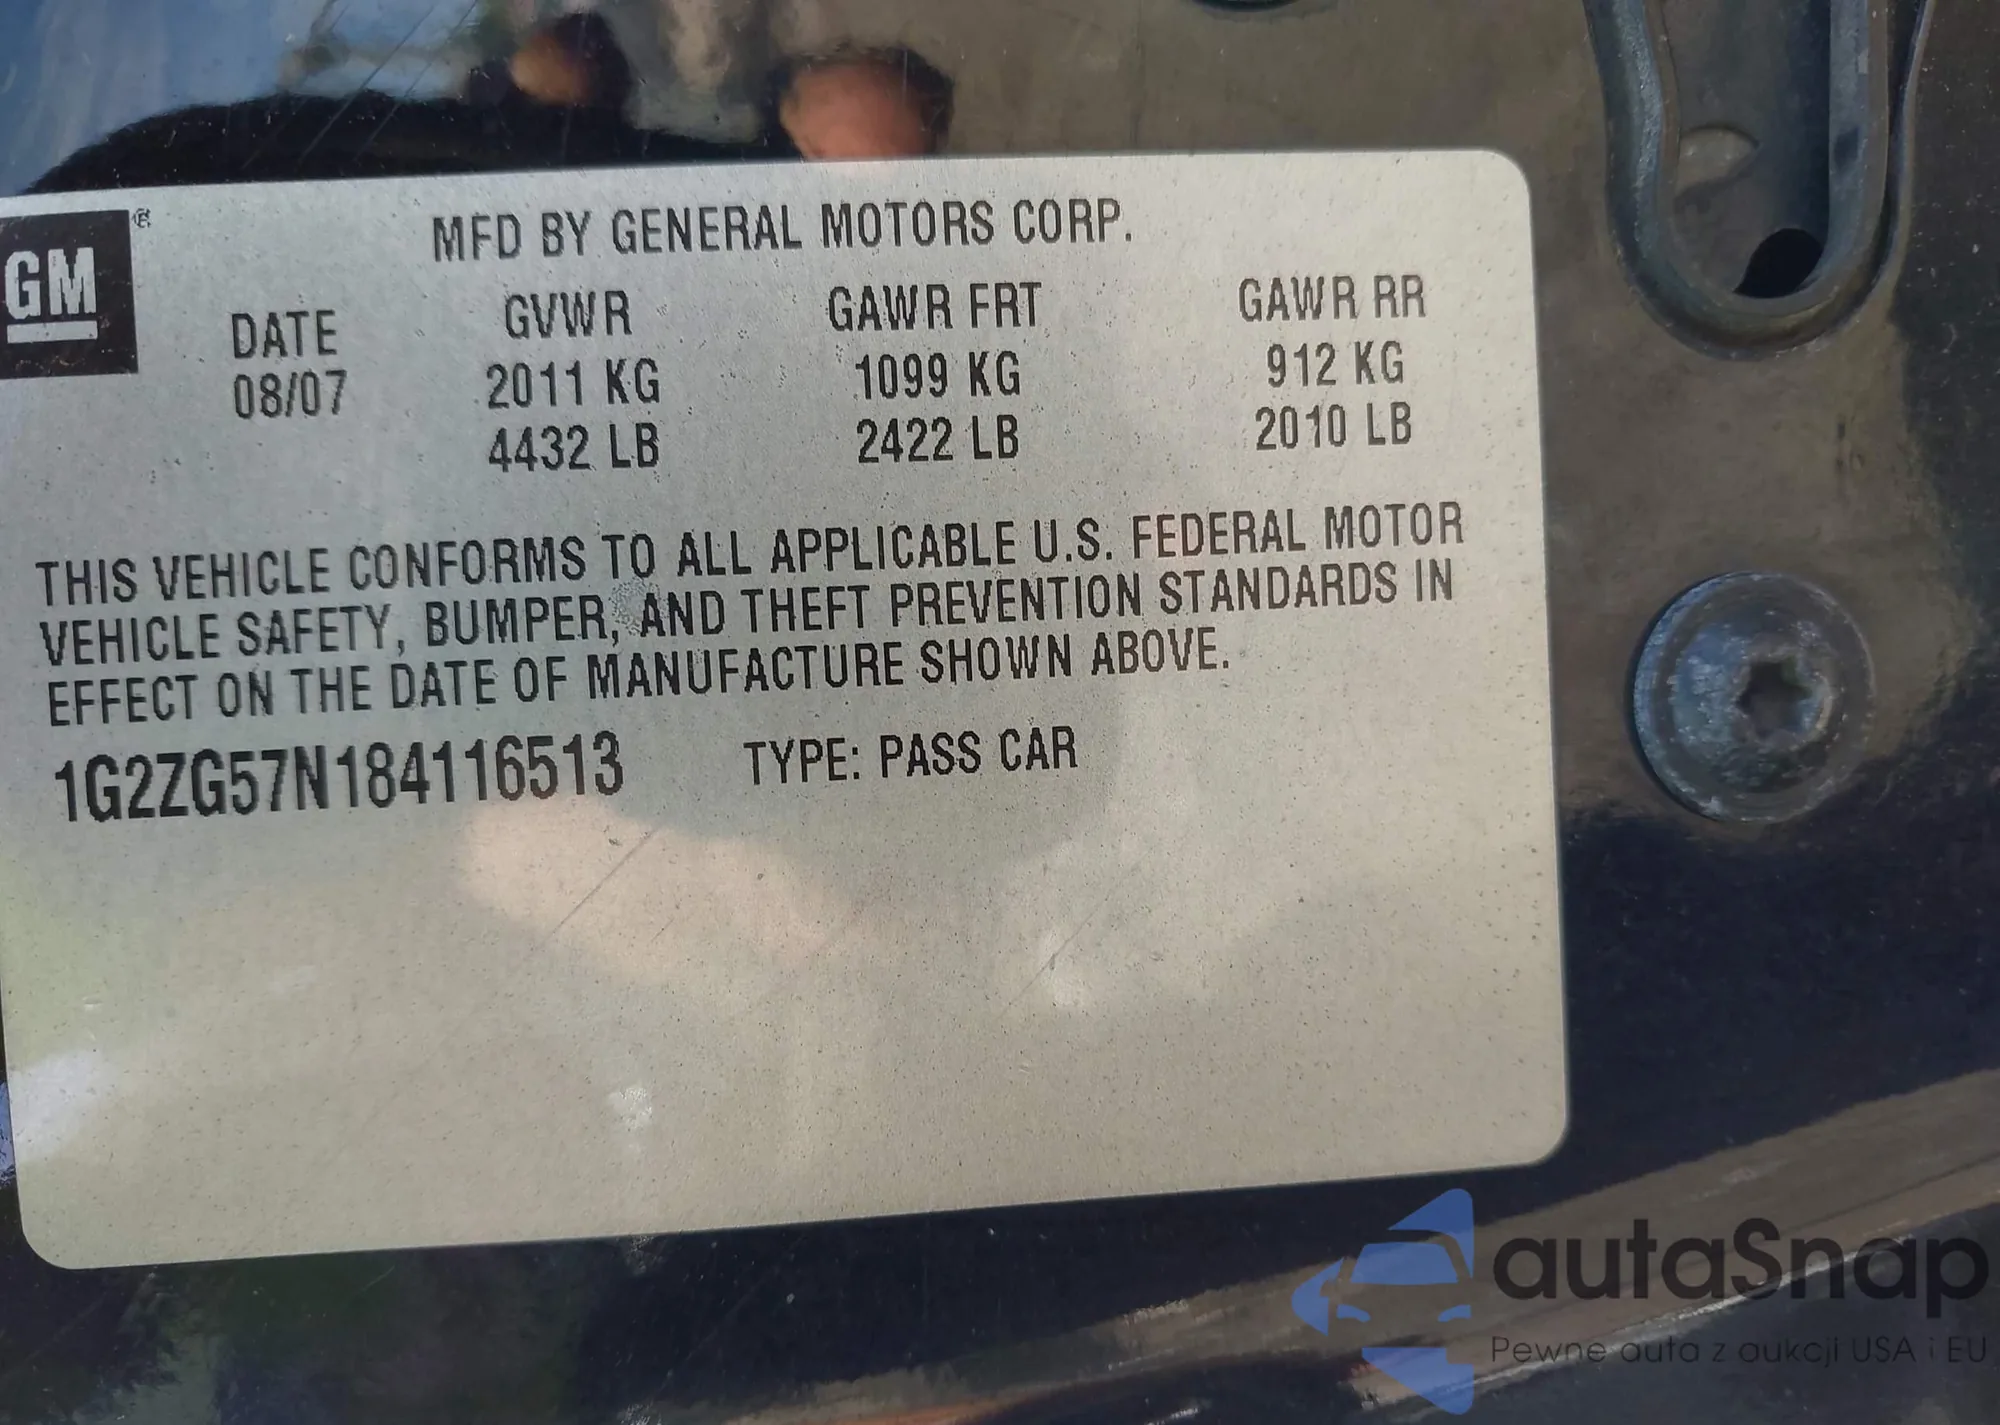 GM®
MFD BY GENERAL MOTORS CORP.
DATE GVWR GAWR FRT GAWR RR
08/07 2011 KG 1099 KG 912 KG
4432 LB 2422 LB 2010 LB
THIS VEHICLE CONFORMS TO ALL APPLICABLE U.S. FEDERAL MOTOR
VEHICLE SAFETY, BUMPER, AND THEFT PREVENTION STANDARDS IN
EFFECT ON THE DATE OF MANUFACTURE SHOWN ABOVE.
1G2ZG57N184116513 TYPE: PASS CAR
autaSnap
Pewne auta z aukcji USA i EU